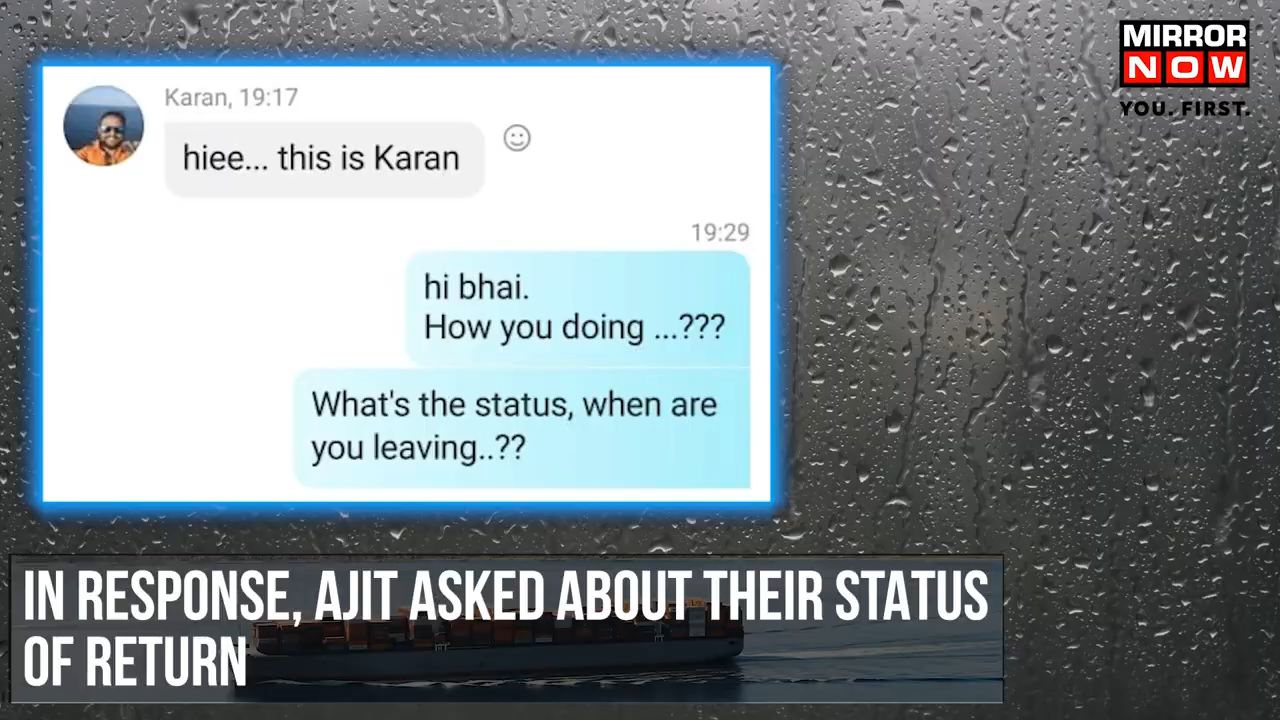 MIRROR
NOW
YOU. FIRST.
Karan, 19:17
hiee... this is Karan
19:29
hi bhai.
How you doing ...???
What's the status, when are
you leaving..??
IN RESPONSE, AJIT ASKED ABOUT THEIR STATUS
OF RETURN